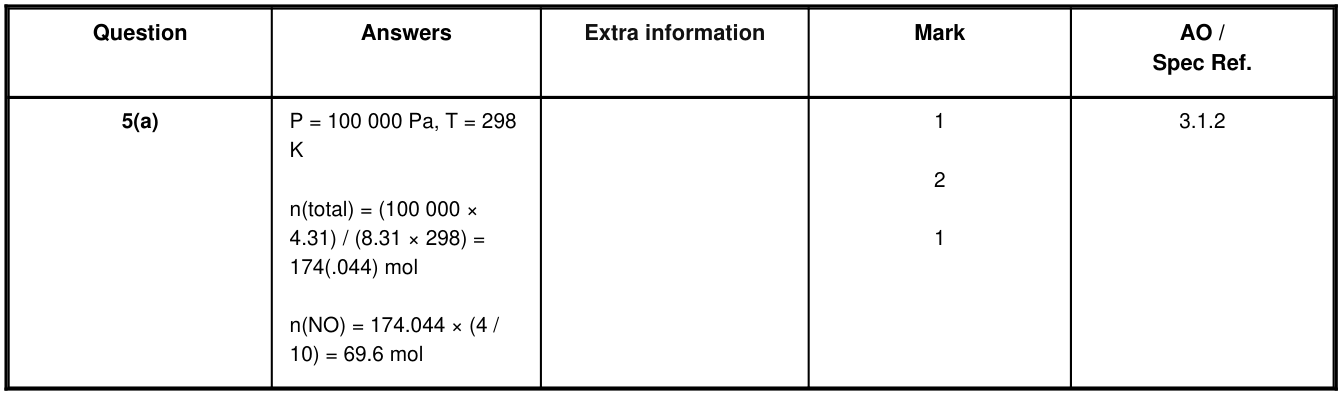 Question
Answers
Extra information
Mark
AO /
Spec Ref.
5(a)
P = 100 000 Pa, T = 298
K
n(total) = (100 000 ×
4.31) / (8.31 × 298) =
174(.044) mol
n(NO) = 174.044 × (4 /
10) = 69.6 mol
1
2
1
3.1.2